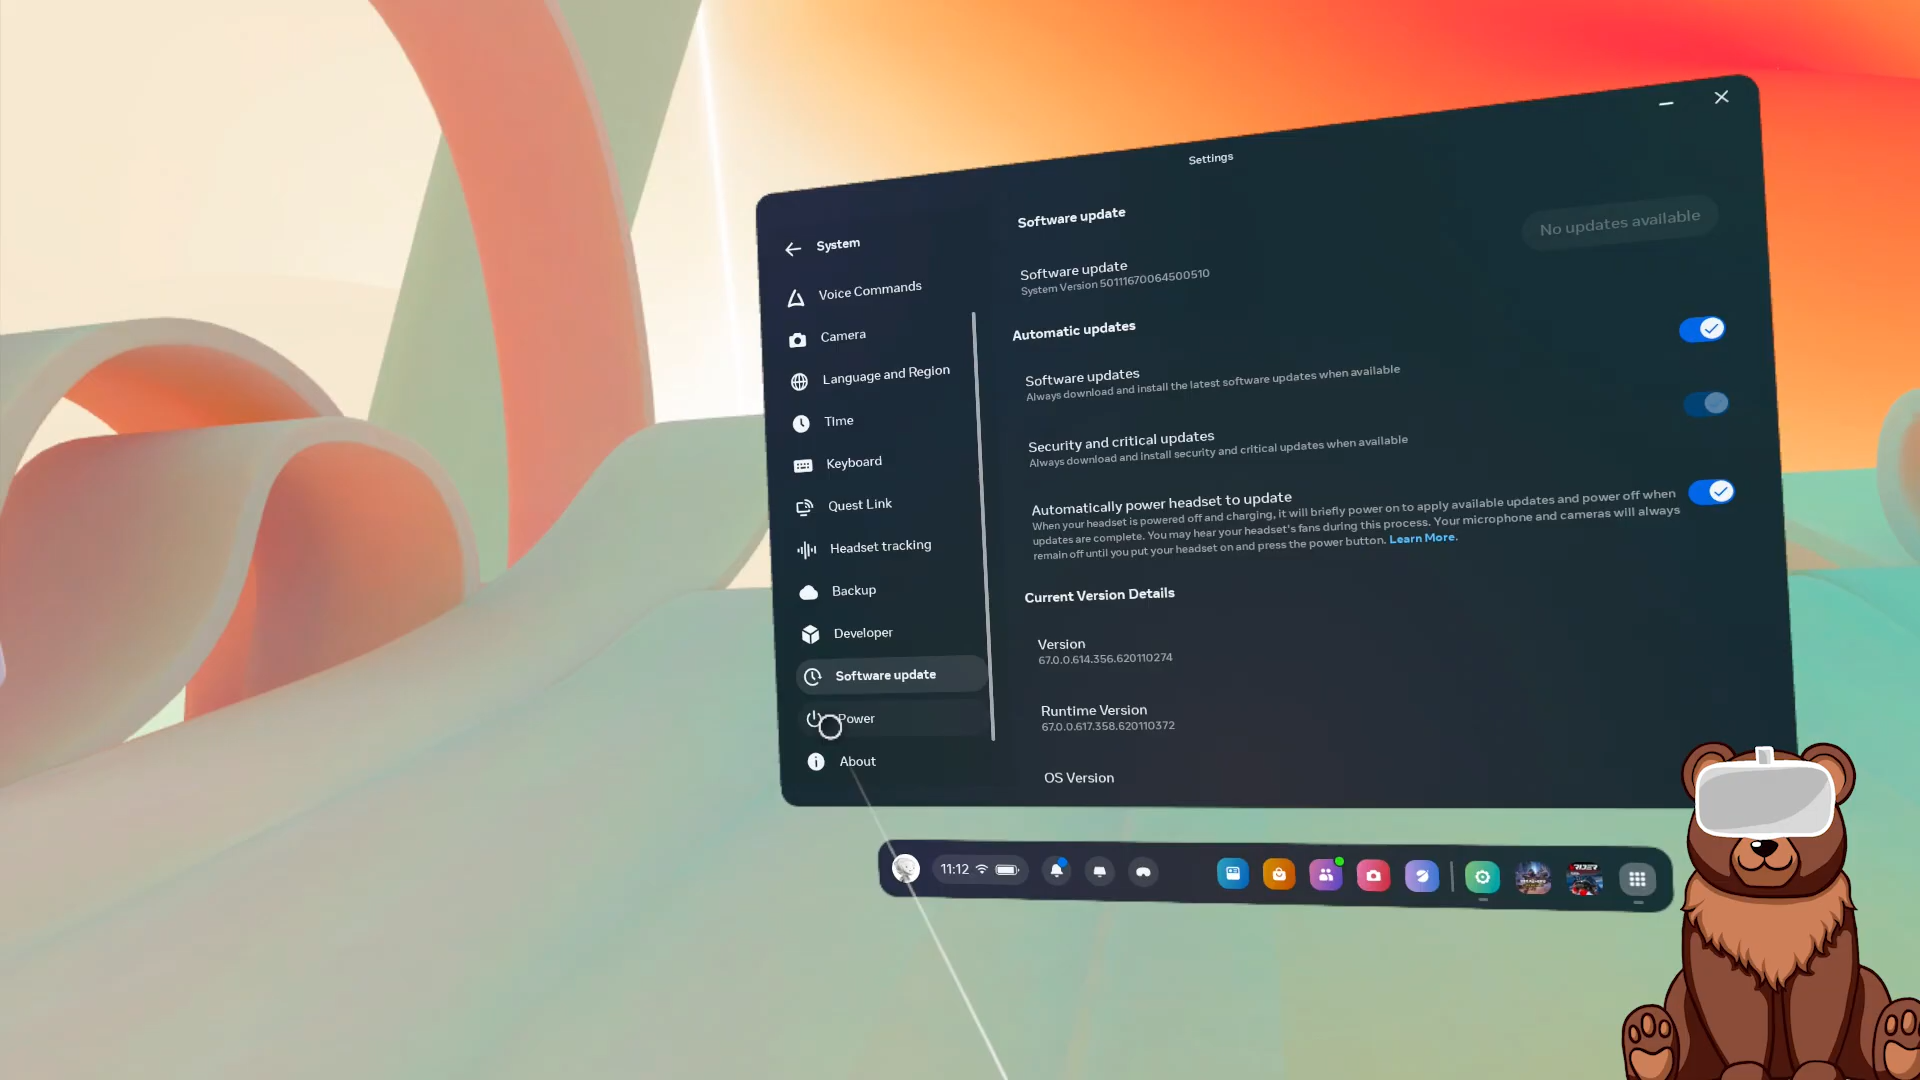 Settings
System
Voice Commands
Camera
Language and Region
TIme
Keyboard
Quest Link
Headset tracking
Backup
Developer
Software update
Power
About
Software update
No updates available
Software update
System Version 50111670064500510
Automatic updates
Software updates
Always download and install the latest software updates when available
Security and critical updates
Always download and install security and critical updates when available
Automatically power headset to update
When your headset is powered off and charging, it will briefly power on to apply available updates and power off when
updates are complete. You may hear your headset's fans during this process. Your microphone and cameras will always
remain off until you put your headset on and press the power button. Learn More.
Current Version Details
Version
67.0.0.614.356.620110274
Runtime Version
67.0.0.617.358.620110372
OS Version
11:12